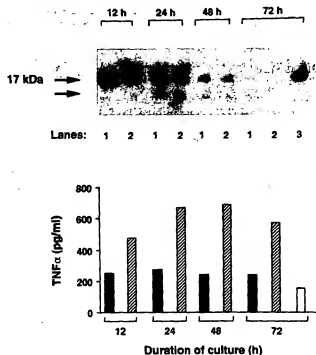 12 h 24 h 48 h 72 h
17 kDa
Lanes: 1 2 1 2 1 2 1 2 3
800
600
400
200
0
TNFα (pg/ml)
12 24 48 72
Duration of culture (h)